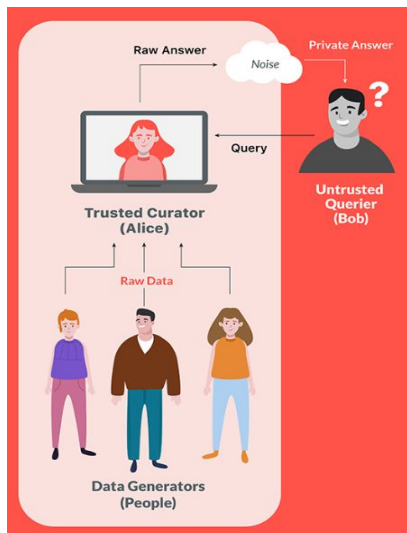 Raw Answer
Noise
Private Answer
?
Query
Trusted Curator
(Alice)
Untrusted
Querier
(Bob)
Raw Data
Data Generators
(People)